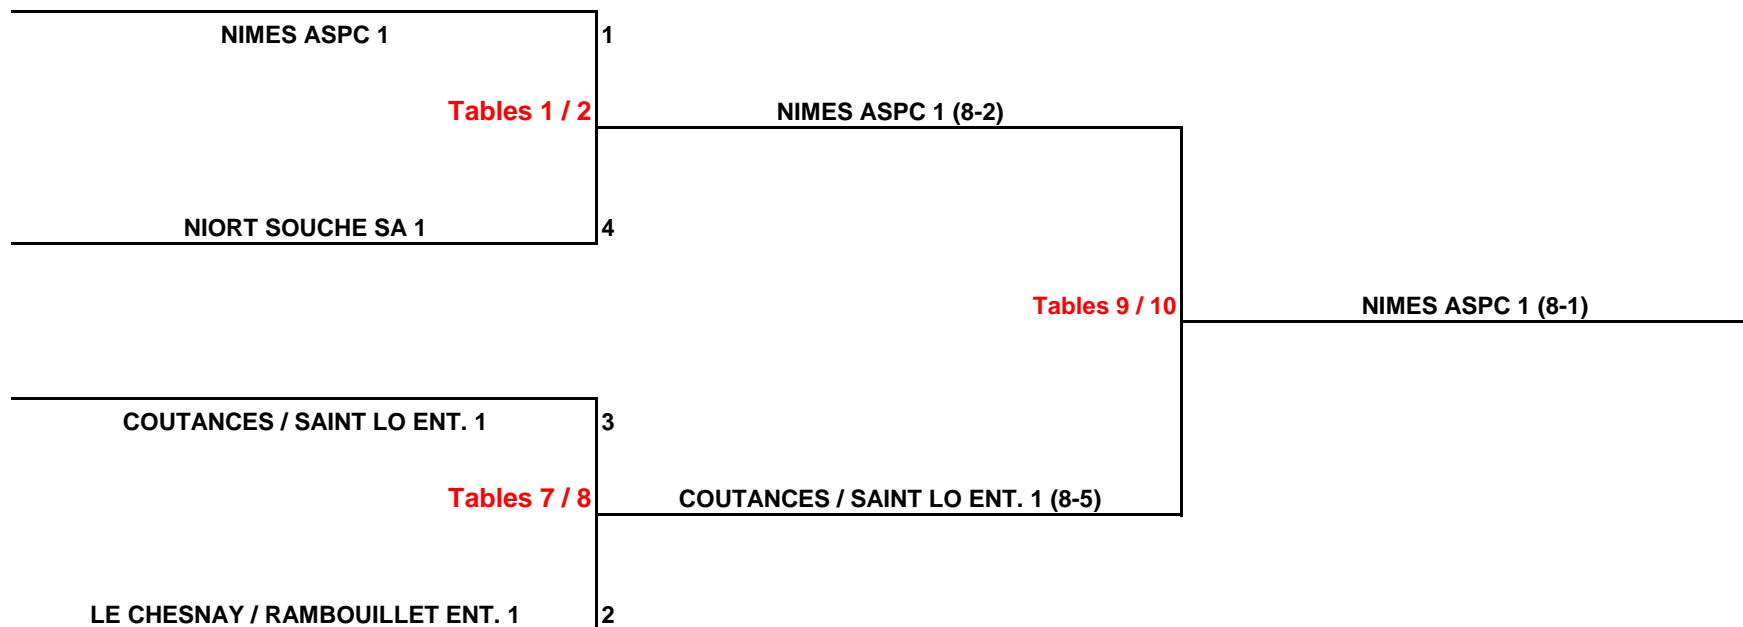 NIMES ASPC 1
1
Tables 1 / 2
NIMES ASPC 1 (8-2)
NIORT SOUCHE SA 1
4
Tables 9 / 10
NIMES ASPC 1 (8-1)
COUTANCES / SAINT LO ENT. 1
3
Tables 7 / 8
COUTANCES / SAINT LO ENT. 1 (8-5)
LE CHESNAY / RAMBOUILLET ENT. 1
2